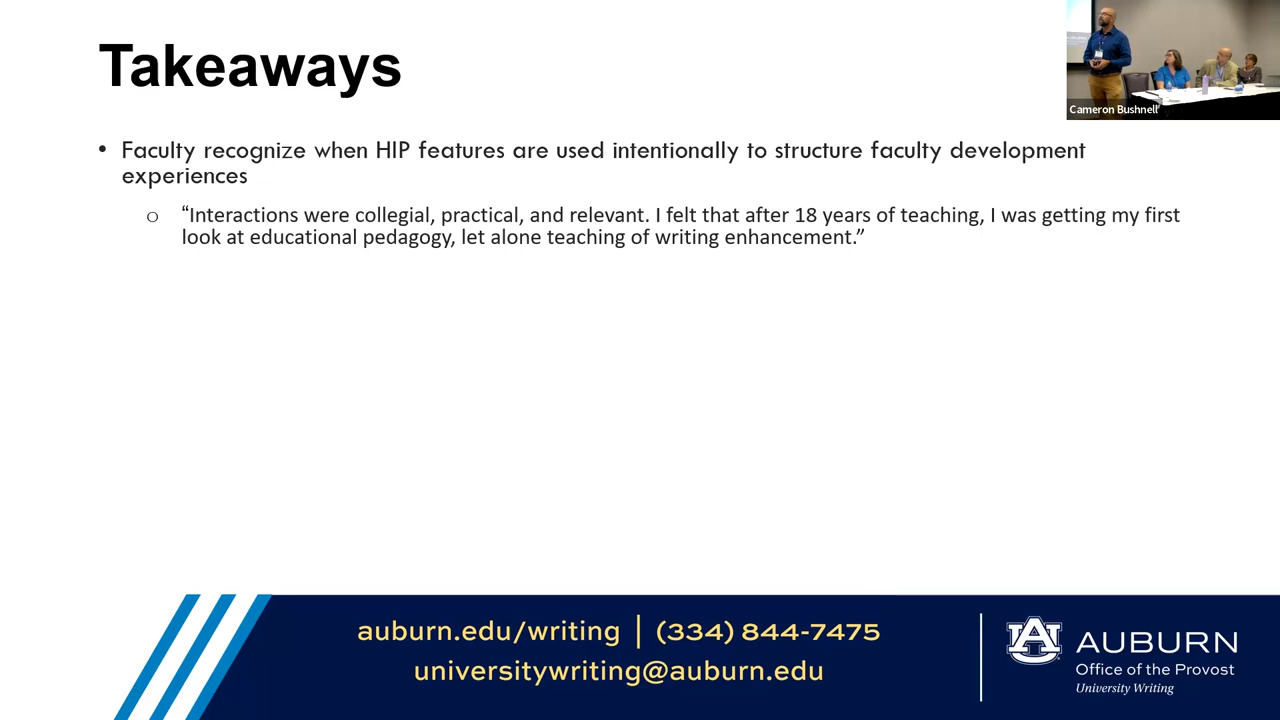 Takeaways
Cameron Bushnell
• Faculty recognize when HIP features are used intentionally to structure faculty development
experiences
○ “Interactions were collegial, practical, and relevant. I felt that after 18 years of teaching, I was getting my first
look at educational pedagogy, let alone teaching of writing enhancement.”
auburn.edu/writing | (334) 844-7475
universitywriting@auburn.edu
AU
AUBURN
Office of the Provost
University Writing